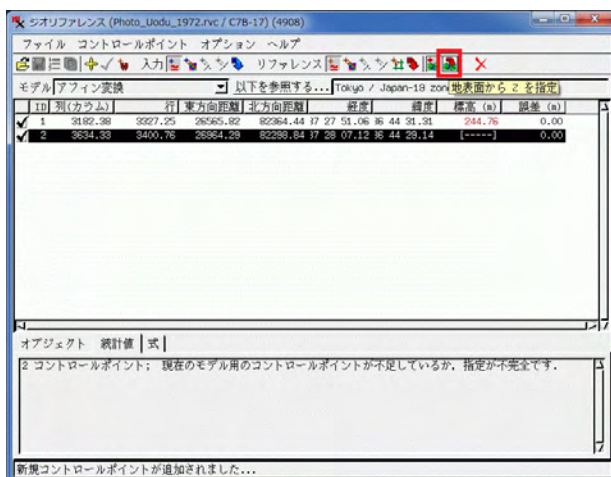 ジオリファレンス (Photo_Uodu_1972.rvc / C7B-17) (4908)
ファイル コントロールポイント オプション ヘルプ
入力 リファレンス
モデル アフィン変換 以下を参照する... Tokyo / Japan-19 zon
地表面から Z を指定
ID 列(カラム) 行 東方向距離 北方向距離 経度 緯度 標高 (m) 誤差 (m)
1 3182.38 3327.25 26565.82 82364.44 37 27 51.06 36 44 31.31 244.76 0.00
2 3634.33 3400.76 26964.29 82298.84 37 28 07.12 36 44 29.14 [-----] 0.00
オブジェクト 統計値 式
2 コントロールポイント; 現在のモデル用のコントロールポイントが不足しているか, 指定が不完全です.
新規コントロールポイントが追加されました...